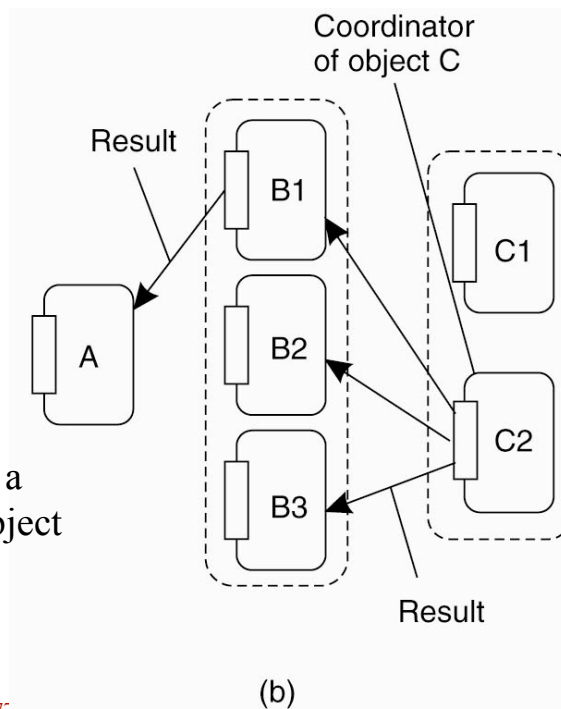 Coordinator
of object C
Result
B1
C1
A
B2
C2
a
B3
Result
(b)